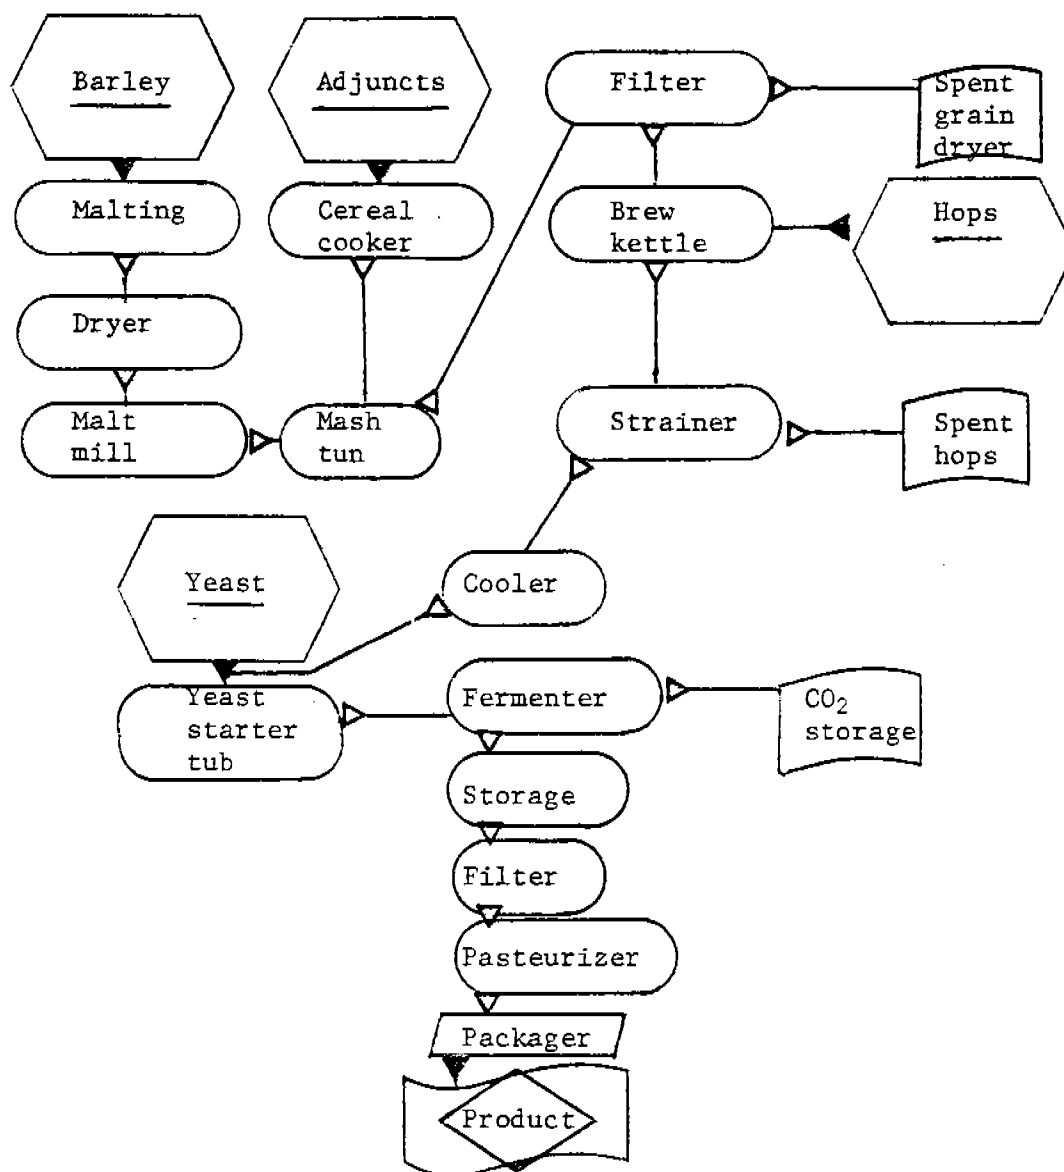 Barley
Adjuncts
Filter
Spent
grain
dryer
Malting
Cereal
cooker
Brew
kettle
Hops
Dryer
Malt
mill
Mash
tun
Strainer
Spent
hops
Yeast
Cooler
Yeast
starter
tub
Fermenter
CO₂
storage
Storage
Filter
Pasteurizer
Packager
Product